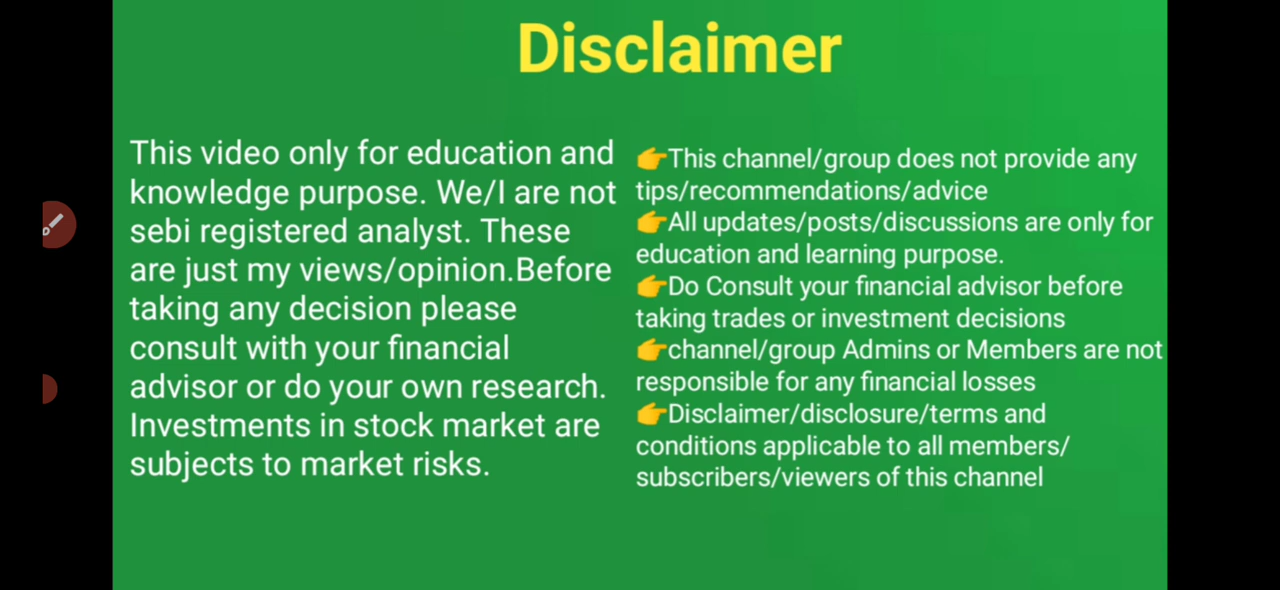 Disclaimer
This video only for education and
knowledge purpose. We/I are not
sebi registered analyst. These
are just my views/opinion.Before
taking any decision please
consult with your financial
advisor or do your own research.
Investments in stock market are
subjects to market risks.
👉This channel/group does not provide any
tips/recommendations/advice
👉All updates/posts/discussions are only for
education and learning purpose.
👉Do Consult your financial advisor before
taking trades or investment decisions
👉channel/group Admins or Members are not
responsible for any financial losses
👉Disclaimer/disclosure/terms and
conditions applicable to all members/
subscribers/viewers of this channel